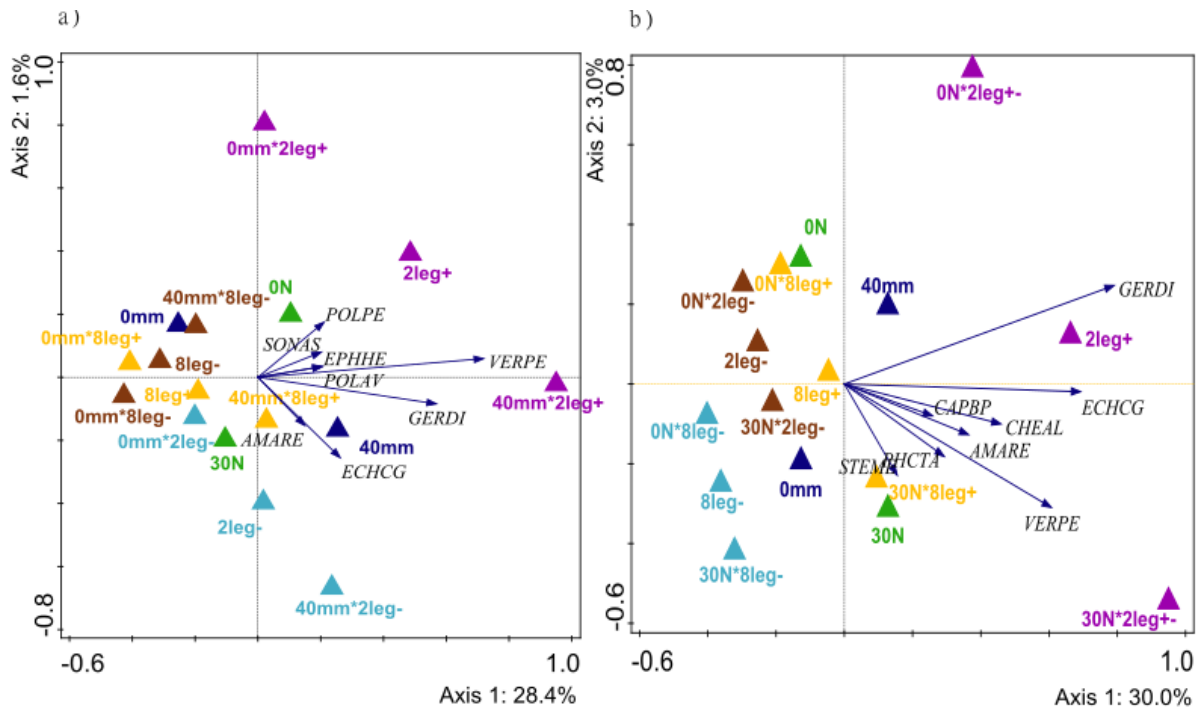 a)
Axis 2: 1.6%
1.0
0mm*2leg+
2leg+
0N
40mm*8leg-
0mm
POLPE
0mm*8leg+
SONAS
8leg-
EPHHE
VERPE
POLAV
8leg+
40mm*8leg+
40mm*2leg+
0mm*8leg-
GERDI
0mm*2leg-
AMARE
40mm
30N
ECHCG
2leg-
40mm*2leg-
-0.8
-0.6
1.0
Axis 1: 28.4%
b)
Axis 2: 3.0%
0.8
0N*2leg+-
0N
0N*8leg+
40mm
GERDI
0N*2leg-
2leg+
2leg-
8leg+
ECHCG
CAPBP
30N*2leg-
CHEAL
0N*8leg-
AMARE
PHCTA
0mm
30N*8leg+
8leg-
VERPE
30N
30N*8leg-
-0.6
30N*2leg+-
-0.6
1.0
Axis 1: 30.0%